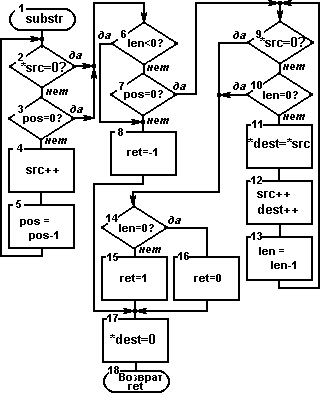 1
substr
2
*src=0?
да
нет
3
pos=0?
да
нет
4
src++
5
pos =
pos-1
6
да
len<0?
нет
7
pos=0?
да
нет
8
ret=-1
9
да
*src=0?
нет
10
да
len=0?
нет
11
*dest=*src
12
src++
dest++
13
len =
len-1
14
len=0?
да
нет
15
ret=1
16
ret=0
17
*dest=0
18
Возврат
ret